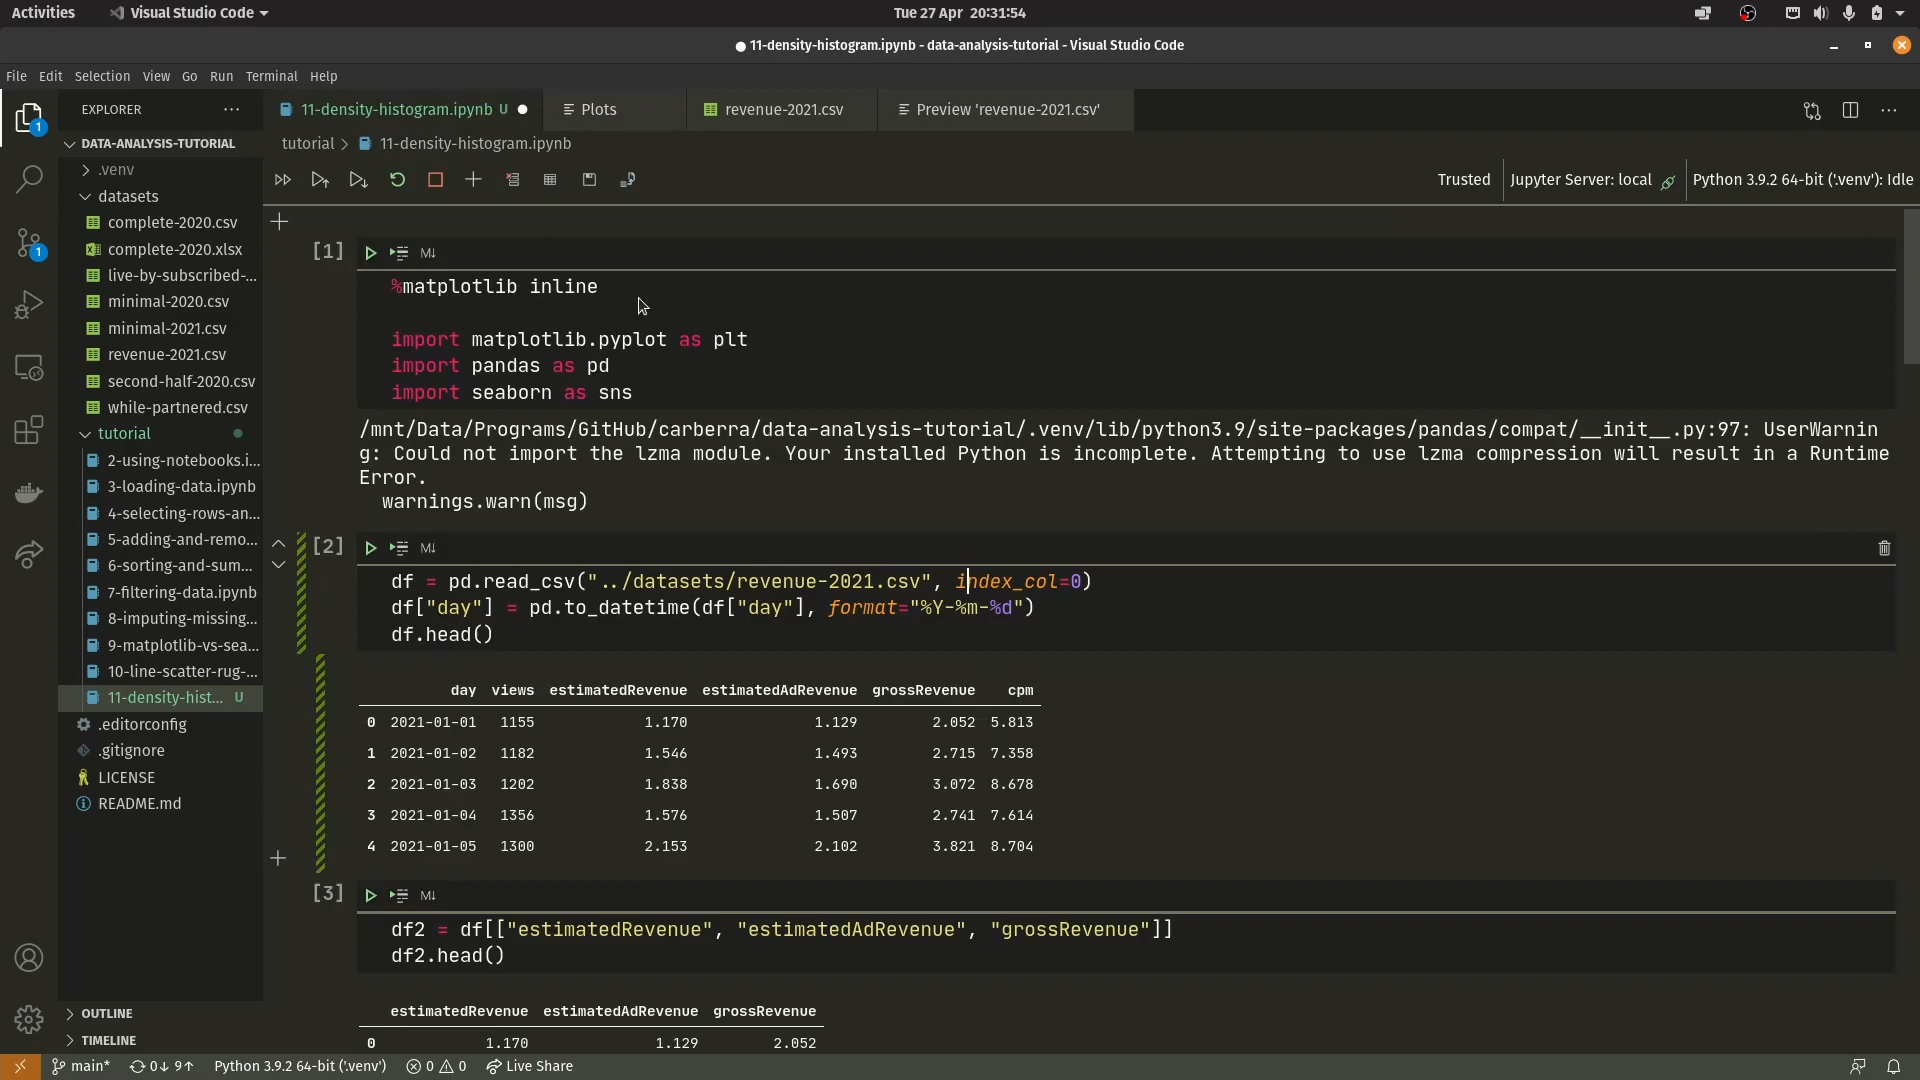 Activities
Visual Studio Code
Tue 27 Apr 20:31:54
● 11-density-histogram.ipynb - data-analysis-tutorial - Visual Studio Code
File Edit Selection View Go Run Terminal Help
EXPLORER
11-density-histogram.ipynb U
Plots
revenue-2021.csv
Preview 'revenue-2021.csv'
DATA-ANALYSIS-TUTORIAL
tutorial > 11-density-histogram.ipynb
.venv
Trusted
Jupyter Server: local
Python 3.9.2 64-bit ('.venv'): Idle
datasets
complete-2020.csv
complete-2020.xlsx
live-by-subscribed-...
minimal-2020.csv
minimal-2021.csv
revenue-2021.csv
second-half-2020.csv
while-partnered.csv
tutorial
2-using-notebooks.i...
3-loading-data.ipynb
4-selecting-rows-an...
5-adding-and-remo...
6-sorting-and-sum...
7-filtering-data.ipynb
8-imputing-missing...
9-matplotlib-vs-sea...
10-line-scatter-rug-...
11-density-hist... U
.editorconfig
.gitignore
LICENSE
README.md
OUTLINE
TIMELINE
1
1
[1]
M↓
%matplotlib inline
import matplotlib.pyplot as plt
import pandas as pd
import seaborn as sns
/mnt/Data/Programs/GitHub/carberra/data-analysis-tutorial/.venv/lib/python3.9/site-packages/pandas/compat/__init__.py:97: UserWarnin
g: Could not import the lzma module. Your installed Python is incomplete. Attempting to use lzma compression will result in a Runtime
Error.
warnings.warn(msg)
[2]
M↓
df = pd.read_csv("../datasets/revenue-2021.csv", index_col=0)
df["day"] = pd.to_datetime(df["day"], format="%Y-%m-%d")
df.head()
day views estimatedRevenue estimatedAdRevenue grossRevenue cpm
0 2021-01-01 1155 1.170 1.129 2.052 5.813
1 2021-01-02 1182 1.546 1.493 2.715 7.358
2 2021-01-03 1202 1.838 1.690 3.072 8.678
3 2021-01-04 1356 1.576 1.507 2.741 7.614
4 2021-01-05 1300 2.153 2.102 3.821 8.704
[3]
M↓
df2 = df[["estimatedRevenue", "estimatedAdRevenue", "grossRevenue"]]
df2.head()
estimatedRevenue estimatedAdRevenue grossRevenue
0 1.170 1.129 2.052
main* 0↓ 9↑ Python 3.9.2 64-bit ('.venv') 0 0 Live Share